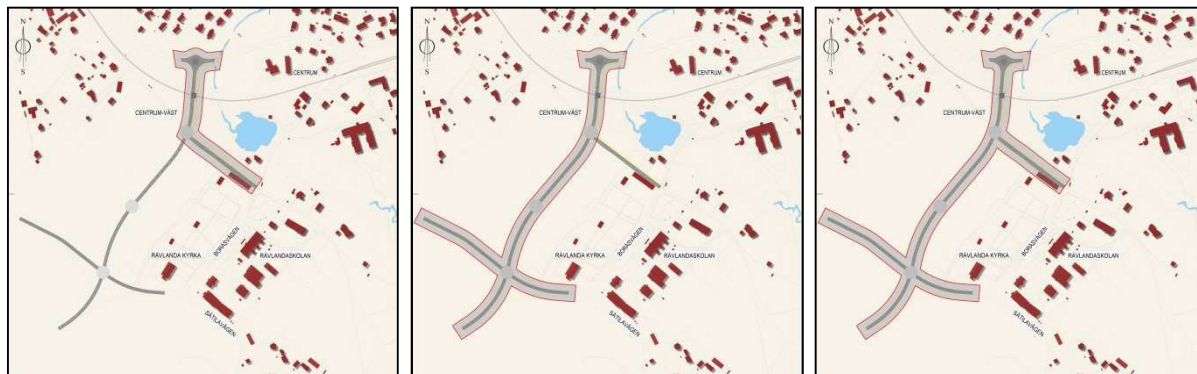 N
S
CENTRUM
CENTRUM-VÄST
BORÅSVÄGEN
RÄVLANDA KYRKA
RÄVLANDASKOLAN
SÄTILAVÄGEN
N
S
CENTRUM
CENTRUM-VÄST
BORÅSVÄGEN
RÄVLANDA KYRKA
RÄVLANDASKOLAN
SÄTILAVÄGEN
N
S
CENTRUM
CENTRUM-VÄST
BORÅSVÄGEN
RÄVLANDA KYRKA
RÄVLANDASKOLAN
SÄTILAVÄGEN